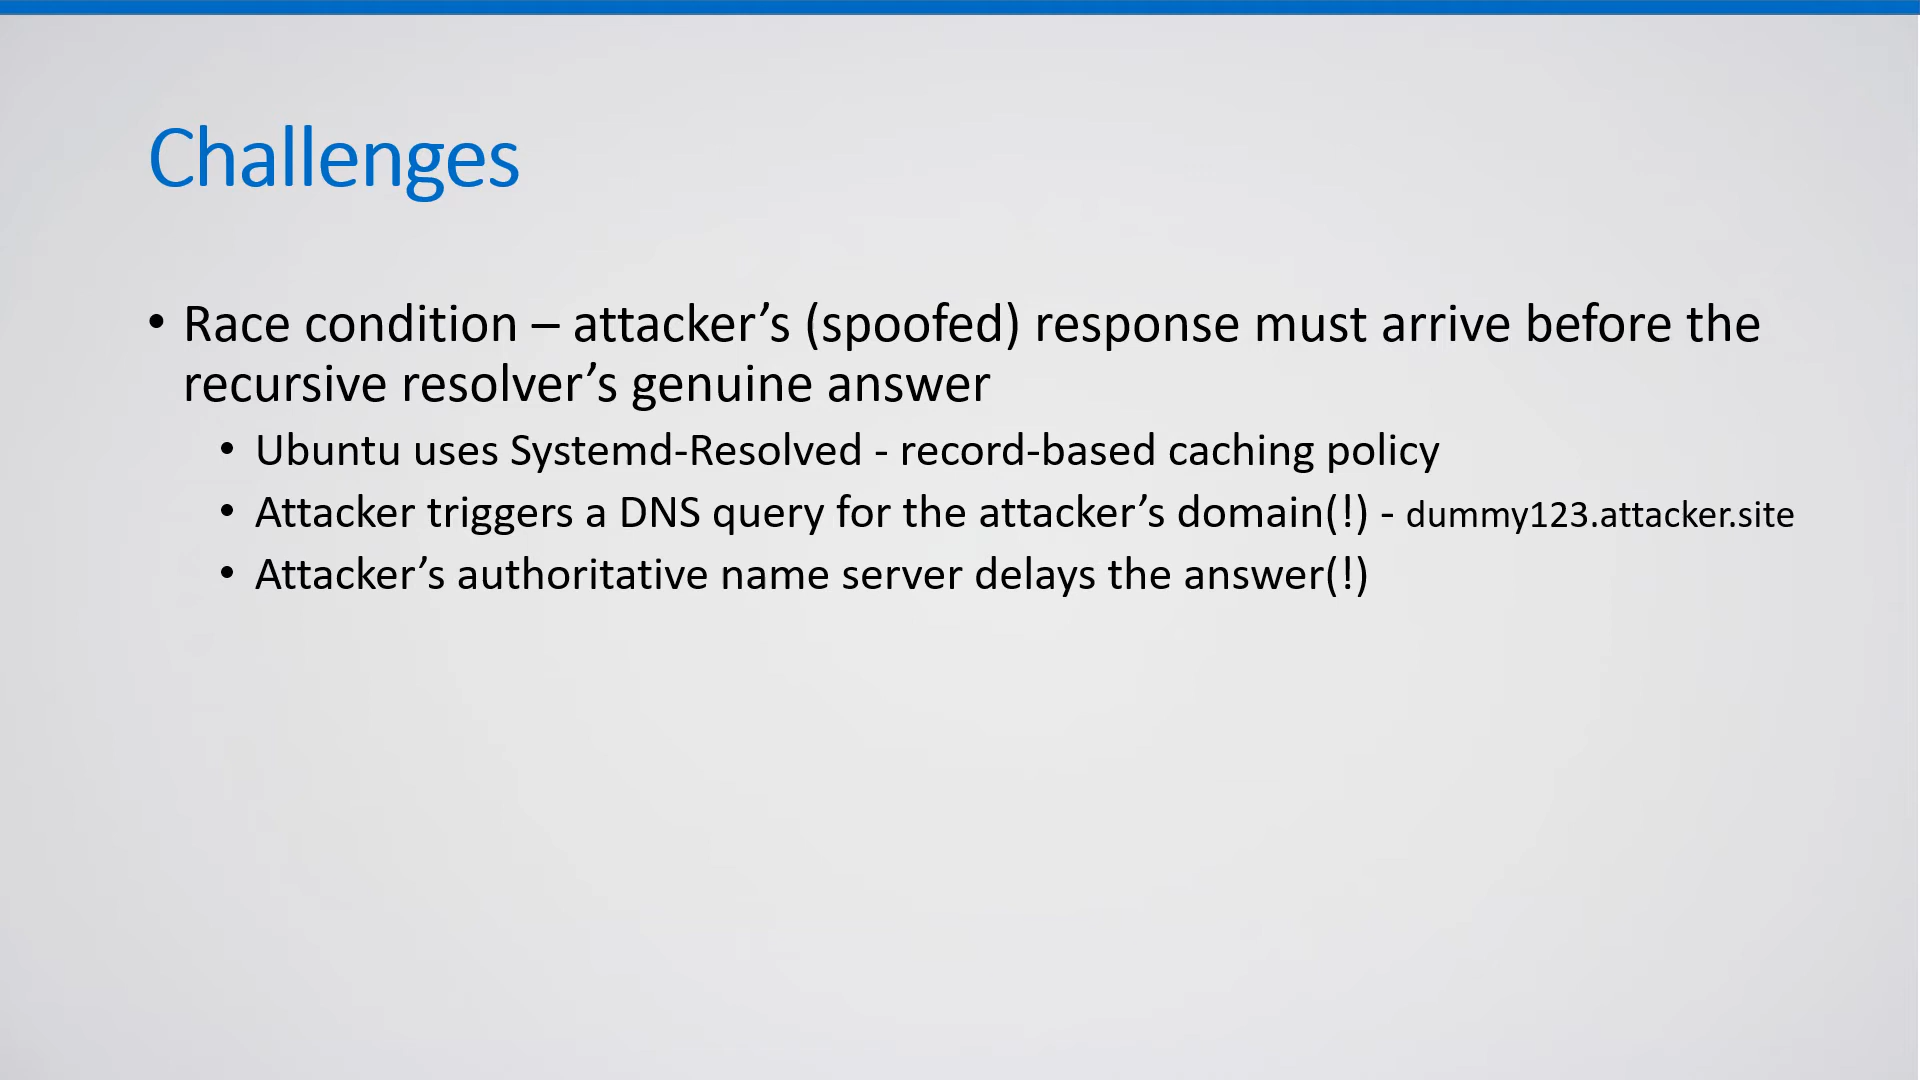 Challenges
• Race condition – attacker’s (spoofed) response must arrive before the
recursive resolver’s genuine answer
• Ubuntu uses Systemd-Resolved - record-based caching policy
• Attacker triggers a DNS query for the attacker’s domain(!) - dummy123.attacker.site
• Attacker’s authoritative name server delays the answer(!)